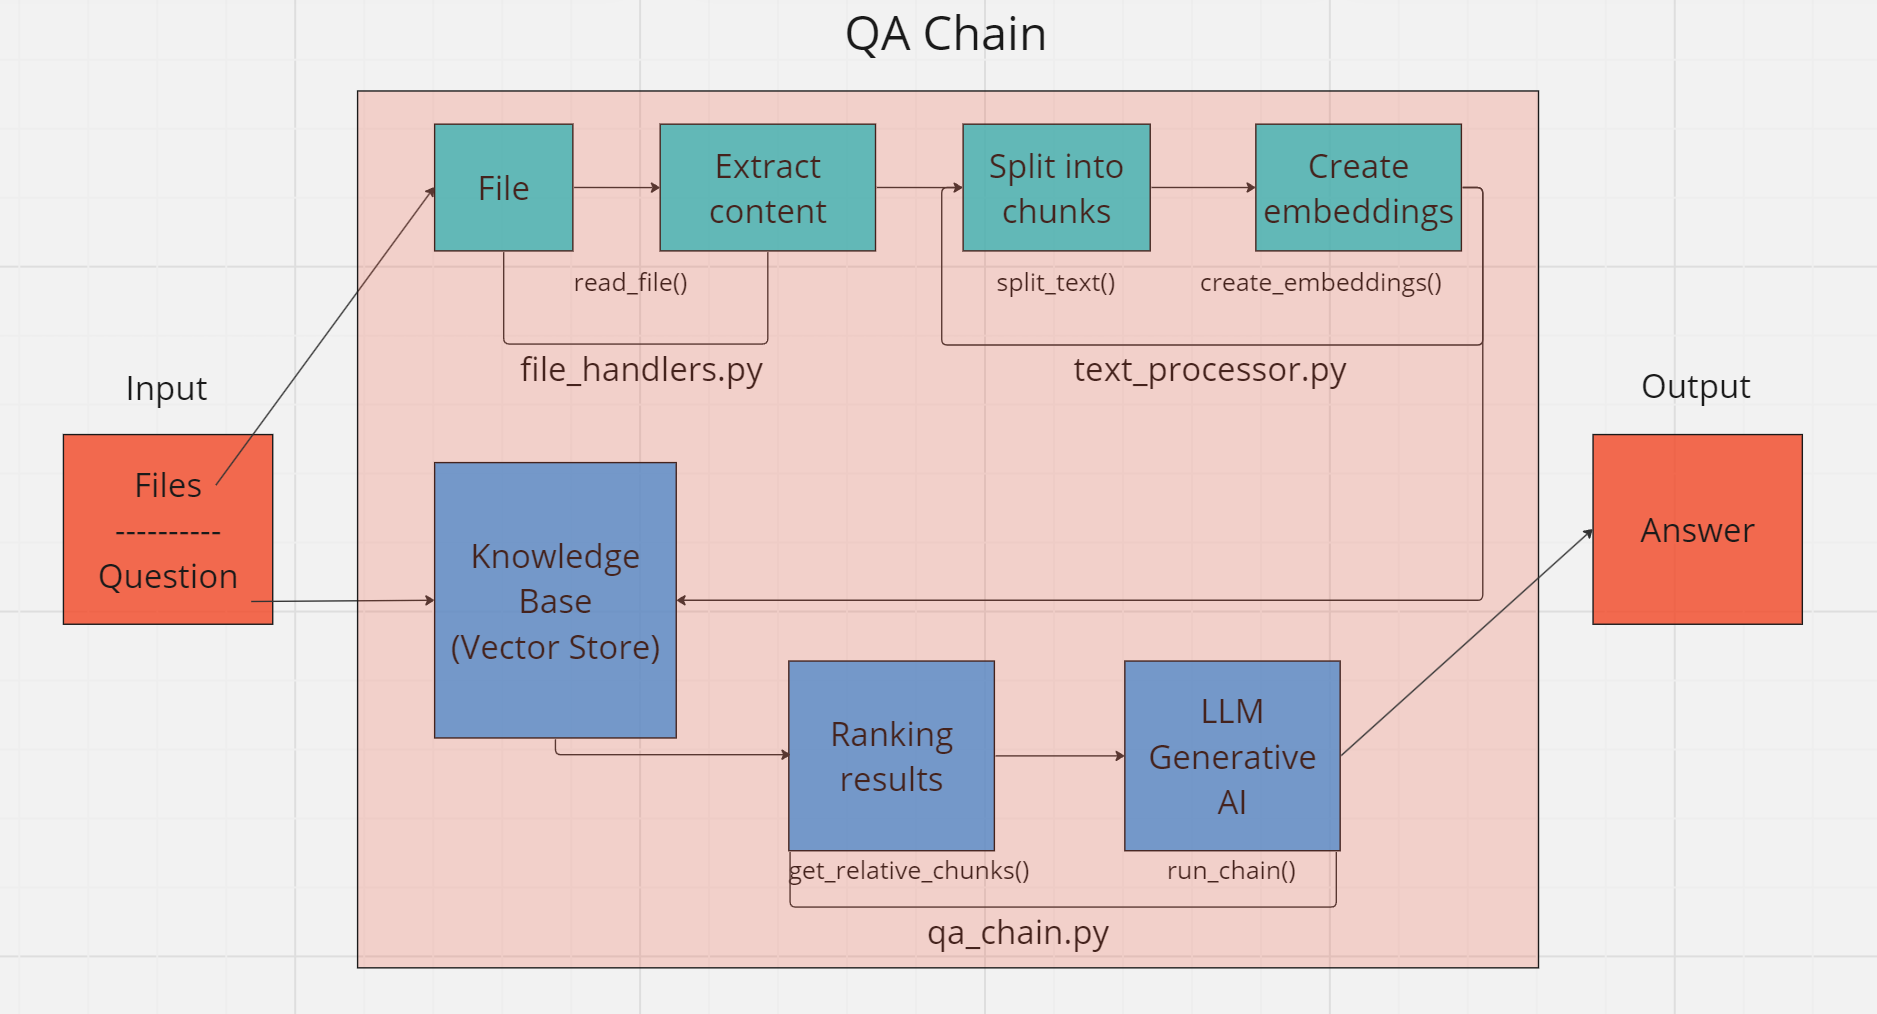 QA Chain
File
Extract
content
Split into
chunks
Create
embeddings
read_file()
split_text()
create_embeddings()
file_handlers.py
text_processor.py
Input
Files
----------
Question
Output
Answer
Knowledge
Base
(Vector Store)
Ranking
results
LLM
Generative
AI
get_relative_chunks()
run_chain()
qa_chain.py